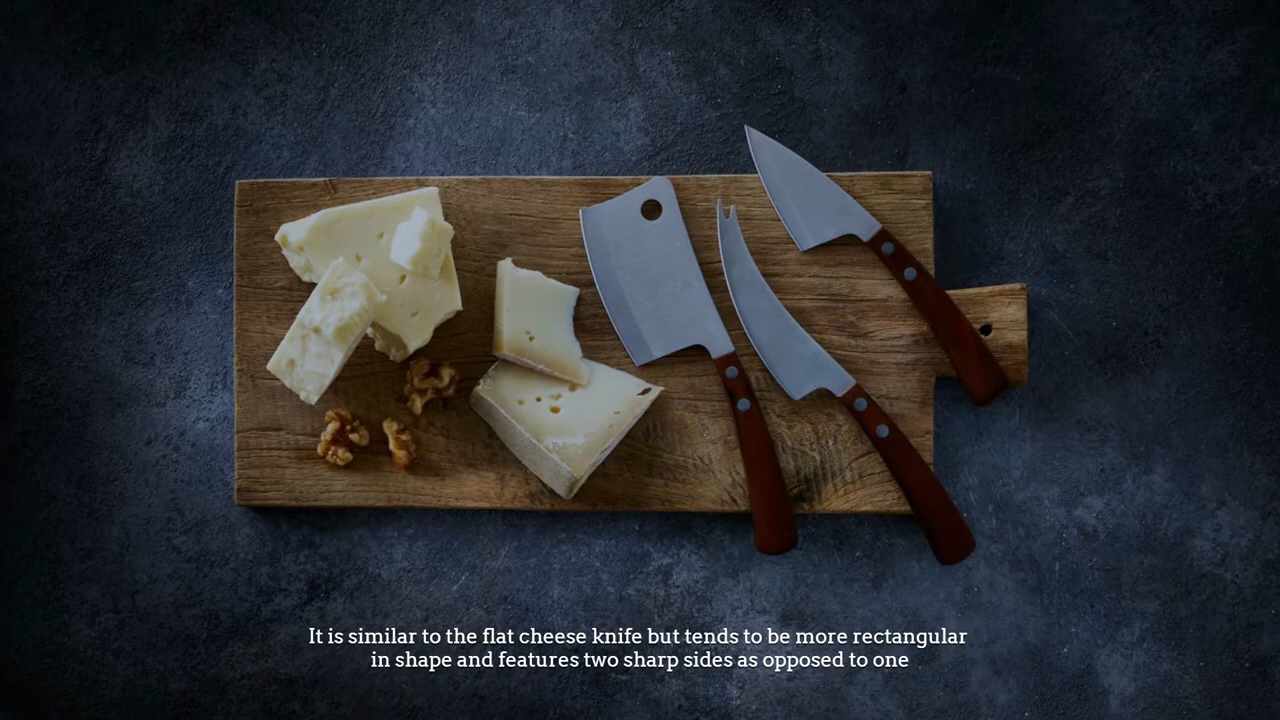 It is similar to the flat cheese knife but tends to be more rectangular
in shape and features two sharp sides as opposed to one